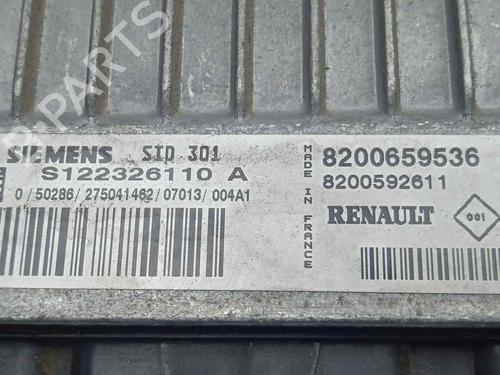 SIEMENS SID 301
S122326110 A
0/ 50286/ 275041462/07013/ 004A1
MADE IN FRANCE
8200659536
8200592611
RENAULT
001